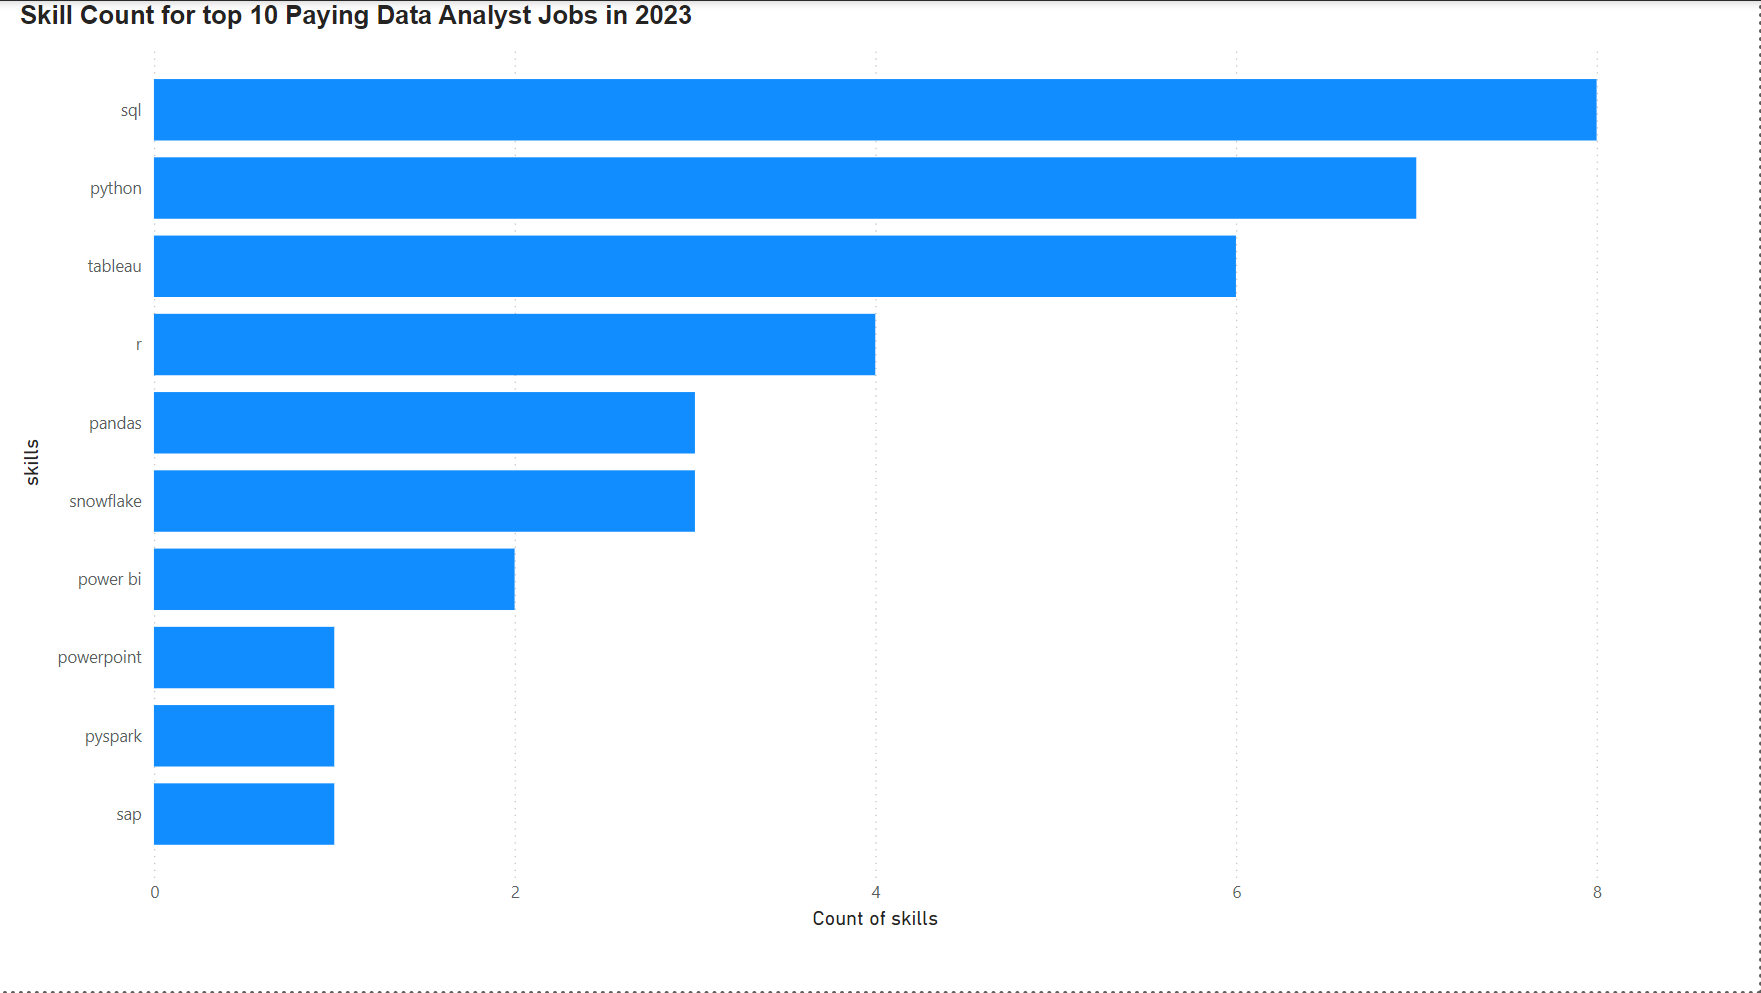 Skill Count for top 10 Paying Data Analyst Jobs in 2023
skills
sql
python
tableau
r
pandas
snowflake
power bi
powerpoint
pyspark
sap
0 2 4 6 8
Count of skills